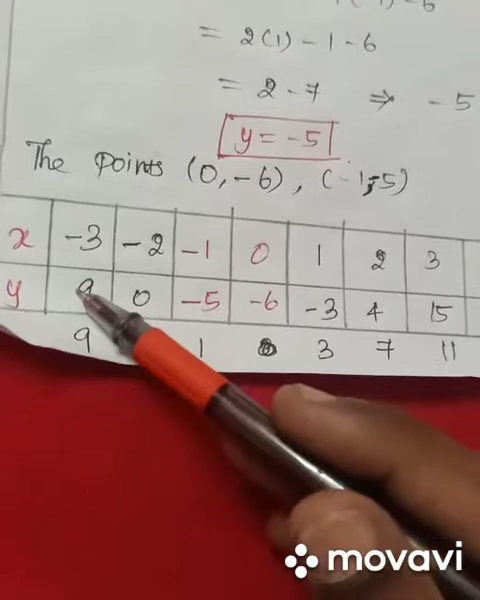 = 2(1) - 1 - 6
= 2 - 7 ⇒ - 5
y = -5
The points (0, -6), (-1, -5)
x -3 -2 -1 0 1 2 3
y 9 0 -5 -6 -3 4 15
9 1 3 7 11
movavi